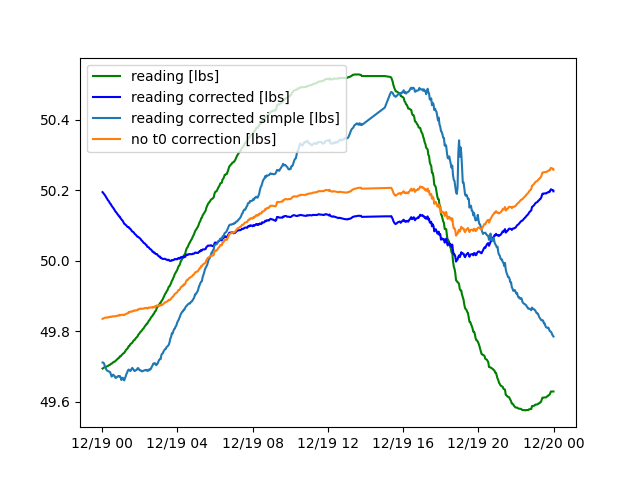 reading [lbs]
reading corrected [lbs]
reading corrected simple [lbs]
no t0 correction [lbs]
50.4
50.2
50.0
49.8
49.6
12/19 00 12/19 04 12/19 08 12/19 12 12/19 16 12/19 20 12/20 00